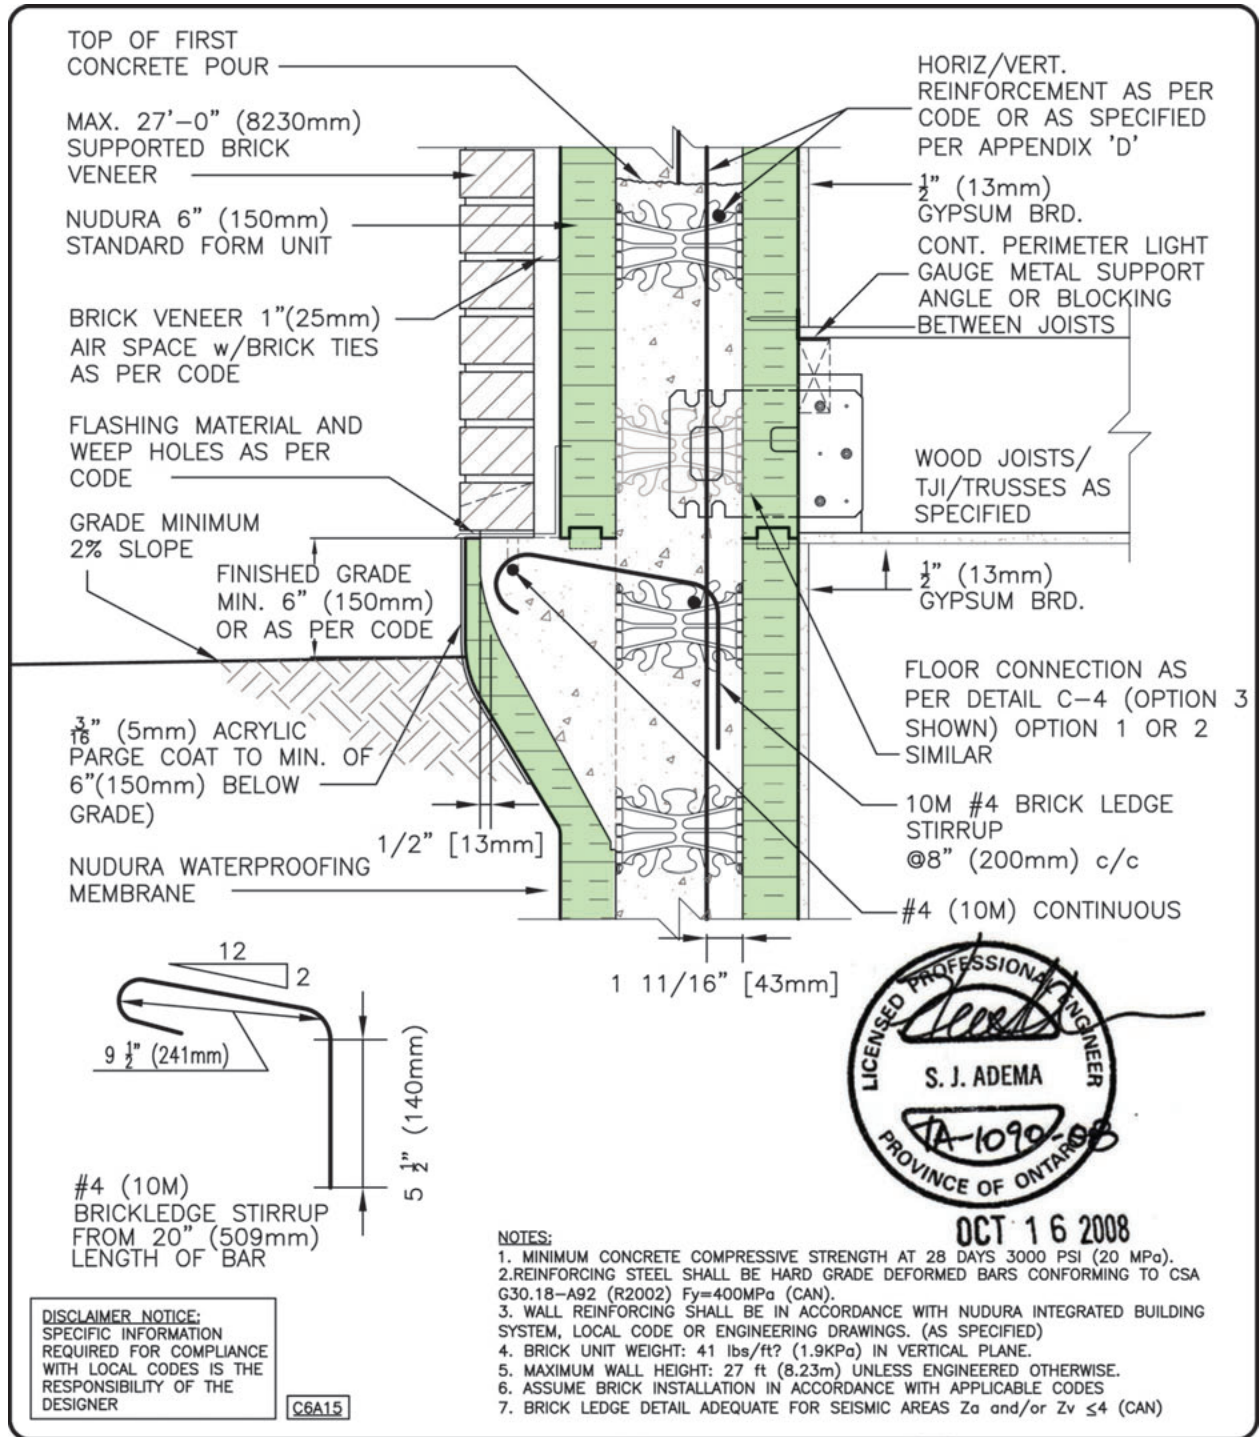 TOP OF FIRST
CONCRETE POUR
MAX. 27'-0" (8230mm)
SUPPORTED BRICK
VENEER
NUDURA 6" (150mm)
STANDARD FORM UNIT
BRICK VENEER 1"(25mm)
AIR SPACE w/BRICK TIES
AS PER CODE
FLASHING MATERIAL AND
WEEP HOLES AS PER
CODE
GRADE MINIMUM
2% SLOPE
FINISHED GRADE
MIN. 6" (150mm)
OR AS PER CODE
3/16" (5mm) ACRYLIC
PARGE COAT TO MIN. OF
6"(150mm) BELOW
GRADE)
1/2" [13mm]
NUDURA WATERPROOFING
MEMBRANE
HORIZ/VERT.
REINFORCEMENT AS PER
CODE OR AS SPECIFIED
PER APPENDIX 'D'
1/2" (13mm)
GYPSUM BRD.
CONT. PERIMETER LIGHT
GAUGE METAL SUPPORT
ANGLE OR BLOCKING
BETWEEN JOISTS
WOOD JOISTS/
TJI/TRUSSES AS
SPECIFIED
1/2" (13mm)
GYPSUM BRD.
FLOOR CONNECTION AS
PER DETAIL C-4 (OPTION 3
SHOWN) OPTION 1 OR 2
SIMILAR
10M #4 BRICK LEDGE
STIRRUP
@8" (200mm) c/c
#4 (10M) CONTINUOUS
1 11/16" [43mm]
12
2
9 1/2" (241mm)
5 1/2" (140mm)
#4 (10M)
BRICKLEDGE STIRRUP
FROM 20" (509mm)
LENGTH OF BAR
LICENSED PROFESSIONAL ENGINEER
S. J. ADEMA
TA-1090-08
PROVINCE OF ONTARIO
OCT 16 2008
NOTES:
1. MINIMUM CONCRETE COMPRESSIVE STRENGTH AT 28 DAYS 3000 PSI (20 MPa).
2.REINFORCING STEEL SHALL BE HARD GRADE DEFORMED BARS CONFORMING TO CSA
G30.18-A92 (R2002) Fy=400MPa (CAN).
3. WALL REINFORCING SHALL BE IN ACCORDANCE WITH NUDURA INTEGRATED BUILDING
SYSTEM, LOCAL CODE OR ENGINEERING DRAWINGS. (AS SPECIFIED)
4. BRICK UNIT WEIGHT: 41 lbs/ft? (1.9KPa) IN VERTICAL PLANE.
5. MAXIMUM WALL HEIGHT: 27 ft (8.23m) UNLESS ENGINEERED OTHERWISE.
6. ASSUME BRICK INSTALLATION IN ACCORDANCE WITH APPLICABLE CODES
7. BRICK LEDGE DETAIL ADEQUATE FOR SEISMIC AREAS Za and/or Zv ≤4 (CAN)
DISCLAIMER NOTICE:
SPECIFIC INFORMATION
REQUIRED FOR COMPLIANCE
WITH LOCAL CODES IS THE
RESPONSIBILITY OF THE
DESIGNER
C6A15